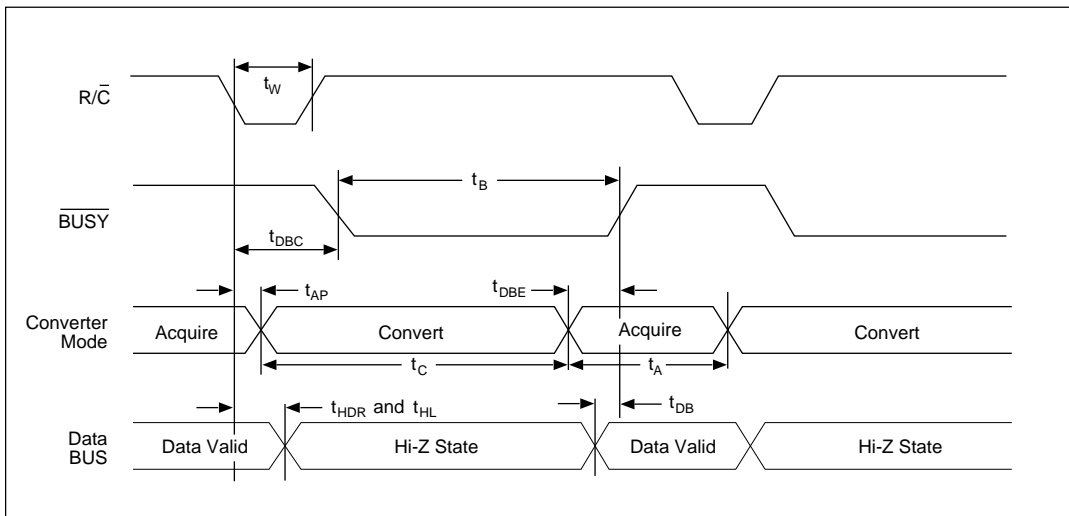 R/C̅
t_W
B̅U̅S̅Y̅
t_B
t_DBC
Converter
Mode
t_AP
t_DBE
Acquire
Convert
Acquire
Convert
t_C
t_A
Data
BUS
t_HDR and t_HL
t_DB
Data Valid
Hi-Z State
Data Valid
Hi-Z State